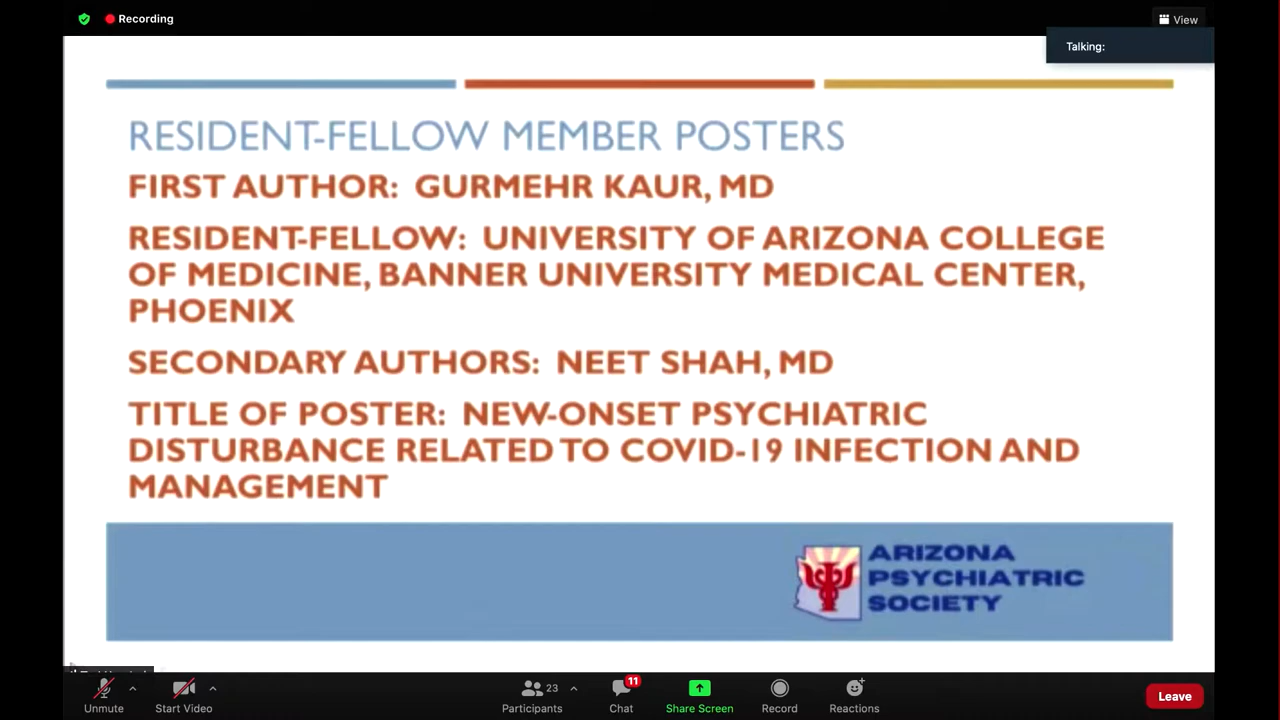 Recording
View
Talking:
RESIDENT-FELLOW MEMBER POSTERS
FIRST AUTHOR: GURMEHR KAUR, MD
RESIDENT-FELLOW: UNIVERSITY OF ARIZONA COLLEGE
OF MEDICINE, BANNER UNIVERSITY MEDICAL CENTER,
PHOENIX
SECONDARY AUTHORS: NEET SHAH, MD
TITLE OF POSTER: NEW-ONSET PSYCHIATRIC
DISTURBANCE RELATED TO COVID-19 INFECTION AND
MANAGEMENT
ARIZONA
PSYCHIATRIC
SOCIETY
23
11
Unmute
Start Video
Participants
Chat
Share Screen
Record
Reactions
Leave